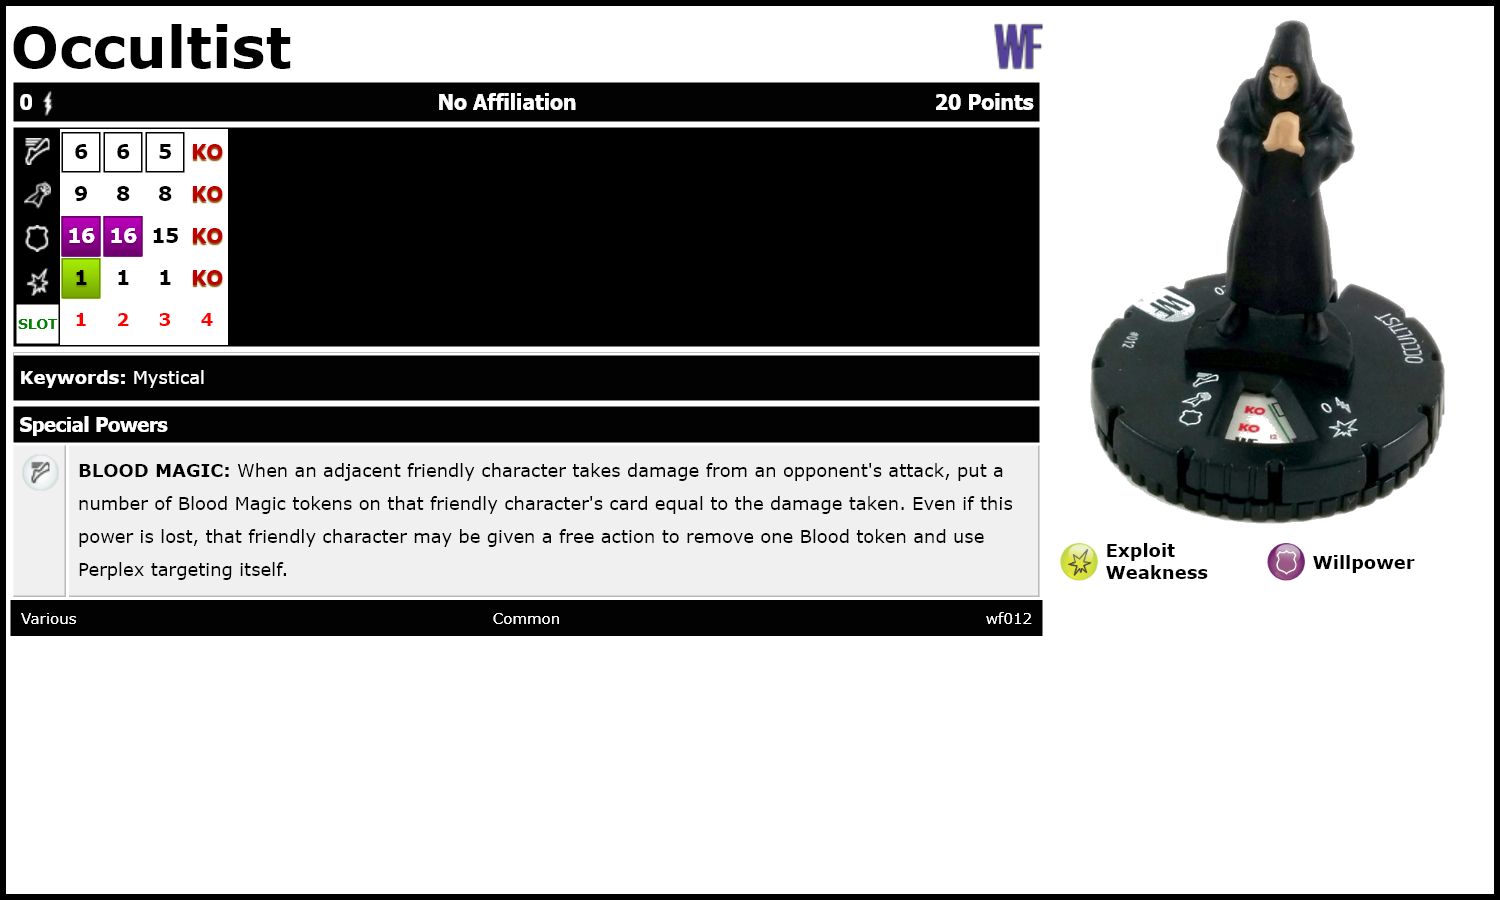 Occultist
WF
0 No Affiliation 20 Points
6 6 5 KO
9 8 8 KO
16 16 15 KO
1 1 1 KO
SLOT 1 2 3 4
Keywords: Mystical
Special Powers
BLOOD MAGIC: When an adjacent friendly character takes damage from an opponent's attack, put a
number of Blood Magic tokens on that friendly character's card equal to the damage taken. Even if this
power is lost, that friendly character may be given a free action to remove one Blood token and use
Perplex targeting itself.
Various Common wf012
WF
#012
OCCULTIST
0
KO
KO
12
Exploit
Weakness
Willpower